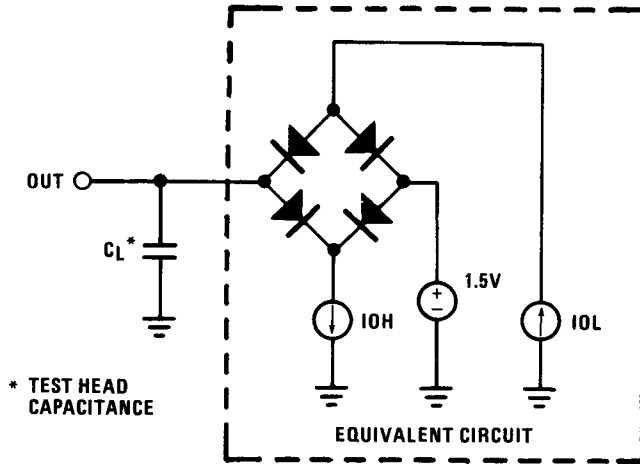 OUT
CL*
1.5V
+
−
IOH
IOL
* TEST HEAD
CAPACITANCE
EQUIVALENT CIRCUIT